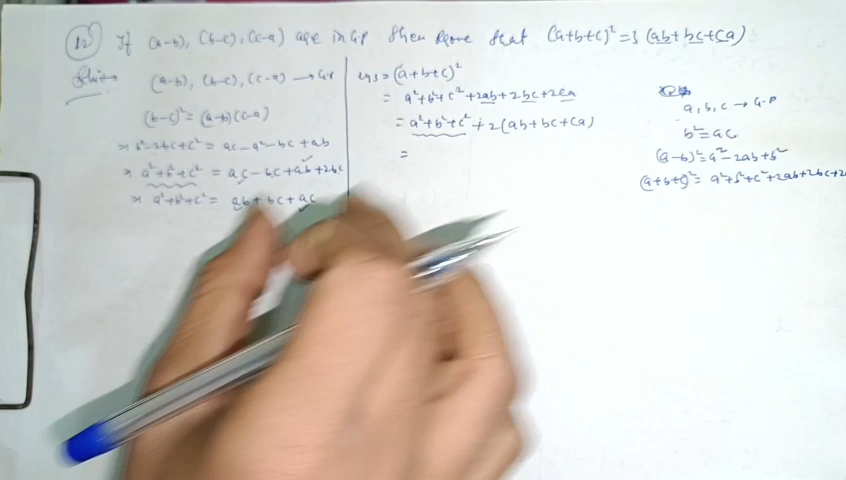 12 If (a-b), (b-c), (c-a) are in GP then prove that (a+b+c)²=3(ab+bc+ca)
Sol:→ (a-b), (b-c), (c-a) → GP
(b-c)² = (a-b)(c-a)
⇒ b²-2bc+c² = ac-a²-bc+ab
⇒ a²+b²+c² = ac-bc+ab+2bc
⇒ a²+b²+c² = ab+bc+ac
LHS = (a+b+c)²
= a²+b²+c²+2ab+2bc+2ca
= a²+b²+c²+2(ab+bc+ca)
=
a,b,c → G.P
b²=ac
(a-b)²=a²-2ab+b²
(a+b+c)²= a²+b²+c²+2ab+2bc+2